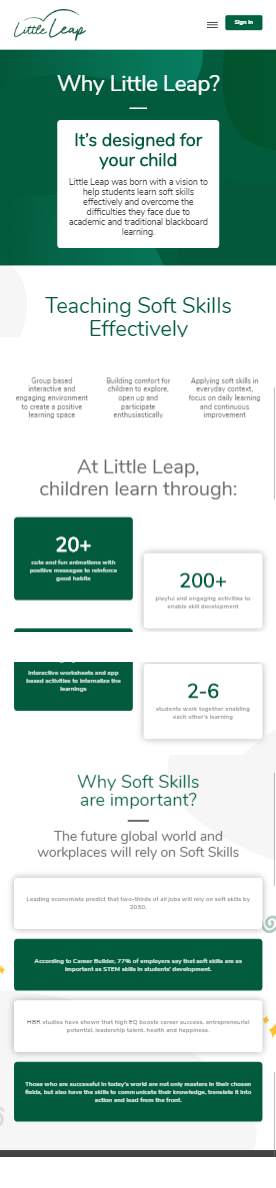 Little Leap
Sign In
Why Little Leap?
It's designed for
your child
Little Leap was born with a vision to
help students learn soft skills
effectively and overcome the
difficulties they face due to
academic and traditional blackboard
learning.
Teaching Soft Skills
Effectively
Group based
interactive and
engaging environment
to create a positive
learning space
Building comfort for
children to explore,
open up and
participate
enthusiastically
Applying soft skills in
everyday context,
focus on daily learning
and continuous
improvement
At Little Leap,
children learn through:
20+
cute and fun animations with
positive messages to reinforce
good habits
200+
playful and engaging activities to
enable skill development
Interactive worksheets and app
based activities to internalise the
learnings
2-6
students work together enabling
each other's learning
Why Soft Skills
are important?
The future global world and
workplaces will rely on Soft Skills
Leading economists predict that two-thirds of all jobs will rely on soft skills by
2030.
According to Career Builder, 77% of employers say that soft skills are as
important as STEM skills in students' development.
HBR studies have shown that high EQ boosts career success, entrepreneurial
potential, leadership talent, health and happiness.
Those who are successful in today's world are not only masters in their chosen
fields, but also have the skills to communicate their knowledge, translate it into
action and lead from the front.